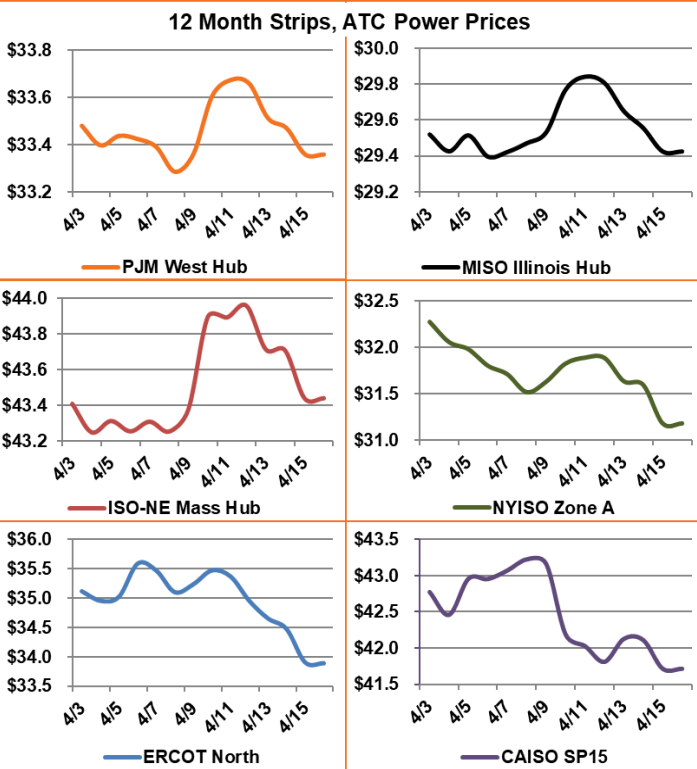 12 Month Strips, ATC Power Prices
$33.8
$33.6
$33.4
$33.2
4/3 4/5 4/7 4/9 4/11 4/13 4/15
PJM West Hub
$30.0
$29.8
$29.6
$29.4
$29.2
4/3 4/5 4/7 4/9 4/11 4/13 4/15
MISO Illinois Hub
$44.0
$43.8
$43.6
$43.4
$43.2
4/3 4/5 4/7 4/9 4/11 4/13 4/15
ISO-NE Mass Hub
$32.5
$32.0
$31.5
$31.0
4/3 4/5 4/7 4/9 4/11 4/13 4/15
NYISO Zone A
$36.0
$35.5
$35.0
$34.5
$34.0
$33.5
4/3 4/5 4/7 4/9 4/11 4/13 4/15
ERCOT North
$43.5
$43.0
$42.5
$42.0
$41.5
4/3 4/5 4/7 4/9 4/11 4/13 4/15
CAISO SP15